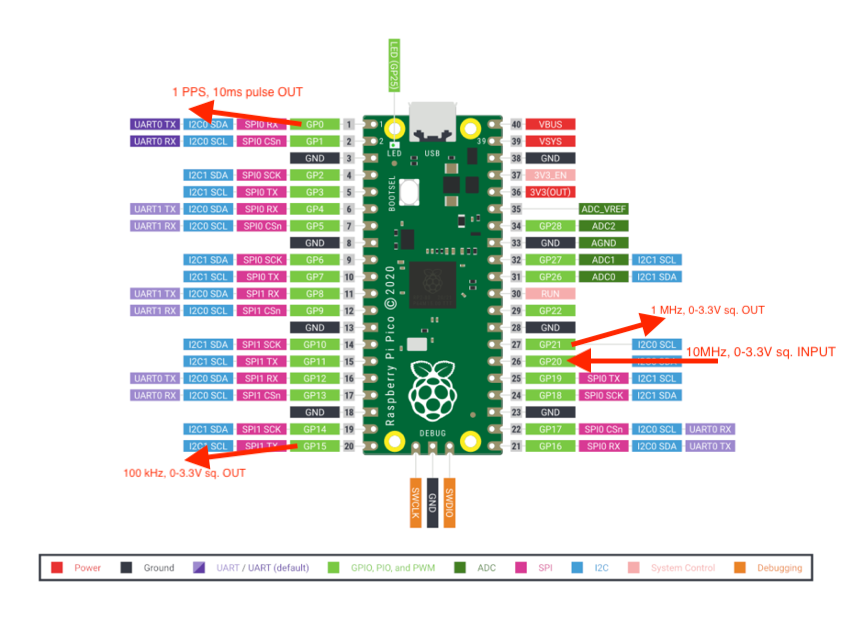 LED (GP25)
1 PPS, 10ms pulse OUT
UART0 TX I2C0 SDA SPI0 RX GP0 1 1 40 VBUS
UART0 RX I2C0 SCL SPI0 CSn GP1 2 2 LED USB 39 39 VSYS
GND 3 38 GND
I2C1 SDA SPI0 SCK GP2 4 37 3V3_EN
I2C1 SCL SPI0 TX GP3 5 BOOTSEL 36 3V3(OUT)
UART1 TX I2C0 SDA SPI0 RX GP4 6 35 ADC_VREF
UART1 RX I2C0 SCL SPI0 CSn GP5 7 34 GP28 ADC2
GND 8 33 GND AGND
I2C1 SDA SPI0 SCK GP6 9 32 GP27 ADC1 I2C1 SCL
I2C1 SCL SPI0 TX GP7 10 31 GP26 ADC0 I2C1 SDA
UART1 TX I2C0 SDA SPI1 RX GP8 11 30 RUN
UART1 RX I2C0 SCL SPI1 CSn GP9 12 29 GP22
1 MHz, 0-3.3V sq. OUT
GND 13 28 GND
I2C1 SDA SPI1 SCK GP10 14 27 GP21 I2C0 SCL
10MHz, 0-3.3V sq. INPUT
I2C1 SCL SPI1 TX GP11 15 26 GP20
UART0 TX I2C0 SDA SPI1 RX GP12 16 25 GP19 SPI0 TX I2C1 SCL
UART0 RX I2C0 SCL SPI1 CSn GP13 17 24 GP18 SPI0 SCK I2C1 SDA
Raspberry Pi Pico © 2020
GND 18 23 GND
I2C1 SDA SPI1 SCK GP14 19 DEBUG 22 GP17 SPI0 CSn I2C0 SCL UART0 RX
I2C1 SCL SPI1 TX GP15 20 21 GP16 SPI0 RX I2C0 SDA UART0 TX
100 kHz, 0-3.3V sq. OUT
SWCLK GND SWDIO
Power Ground UART / UART (default) GPIO, PIO, and PWM ADC SPI I2C System Control Debugging